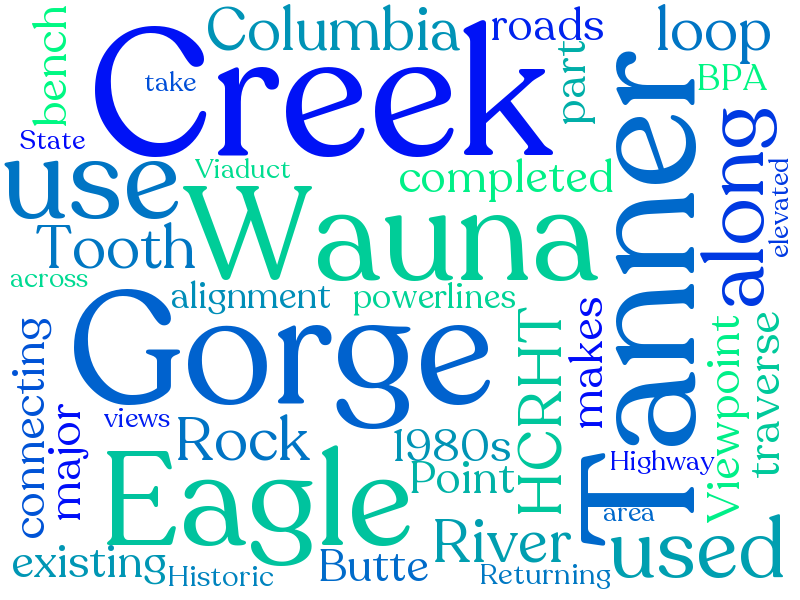 Columbia
roads
loop
bench
Creek
take
part
BPA
State
Tanner
use
Viaduct
completed
along
elevated
Wauna
Tooth
across
alignment
powerlines
Gorge
makes
HCRHT
Viewpoint
traverse
connecting
major
views
Rock
1980s
Eagle
Point
Highway
area
River
used
existing
Historic
Butte
Returning